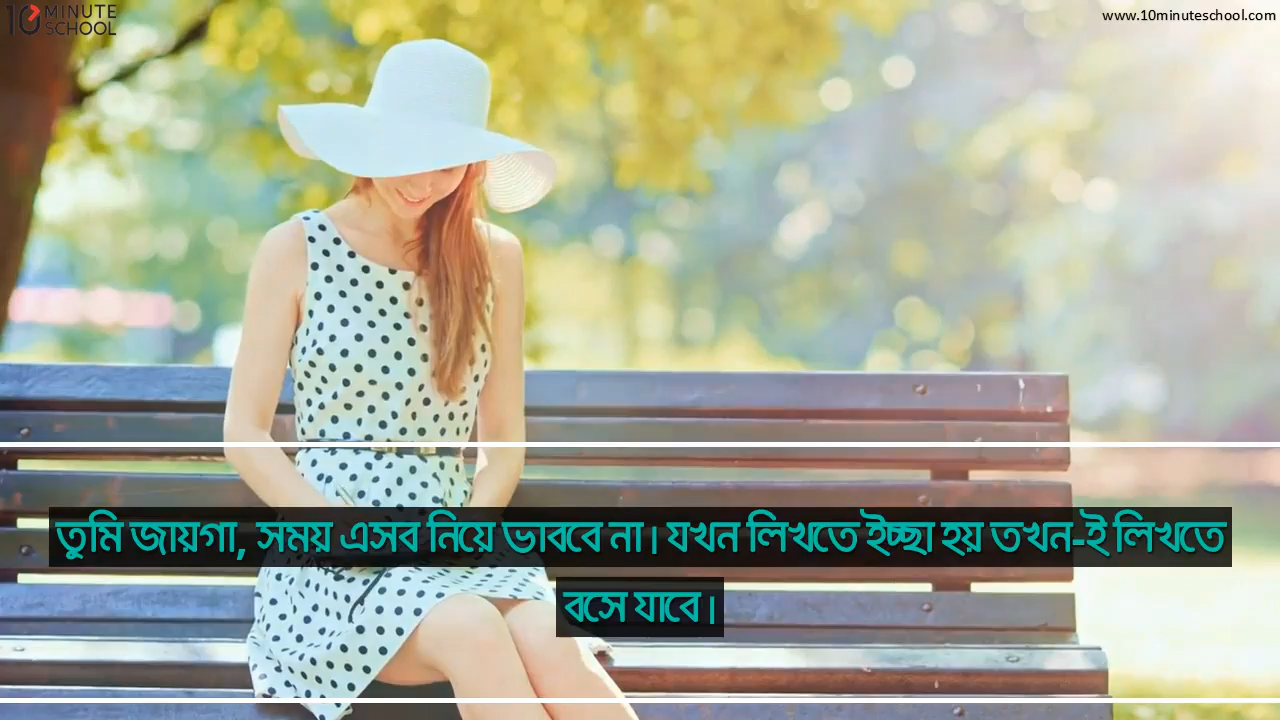 10 MINUTE
SCHOOL
www.10minuteschool.com
তুমি জায়গা, সময় এসব নিয়ে ভাববে না। যখন লিখতে ইচ্ছা হয় তখন-ই লিখতে
বসে যাবে।